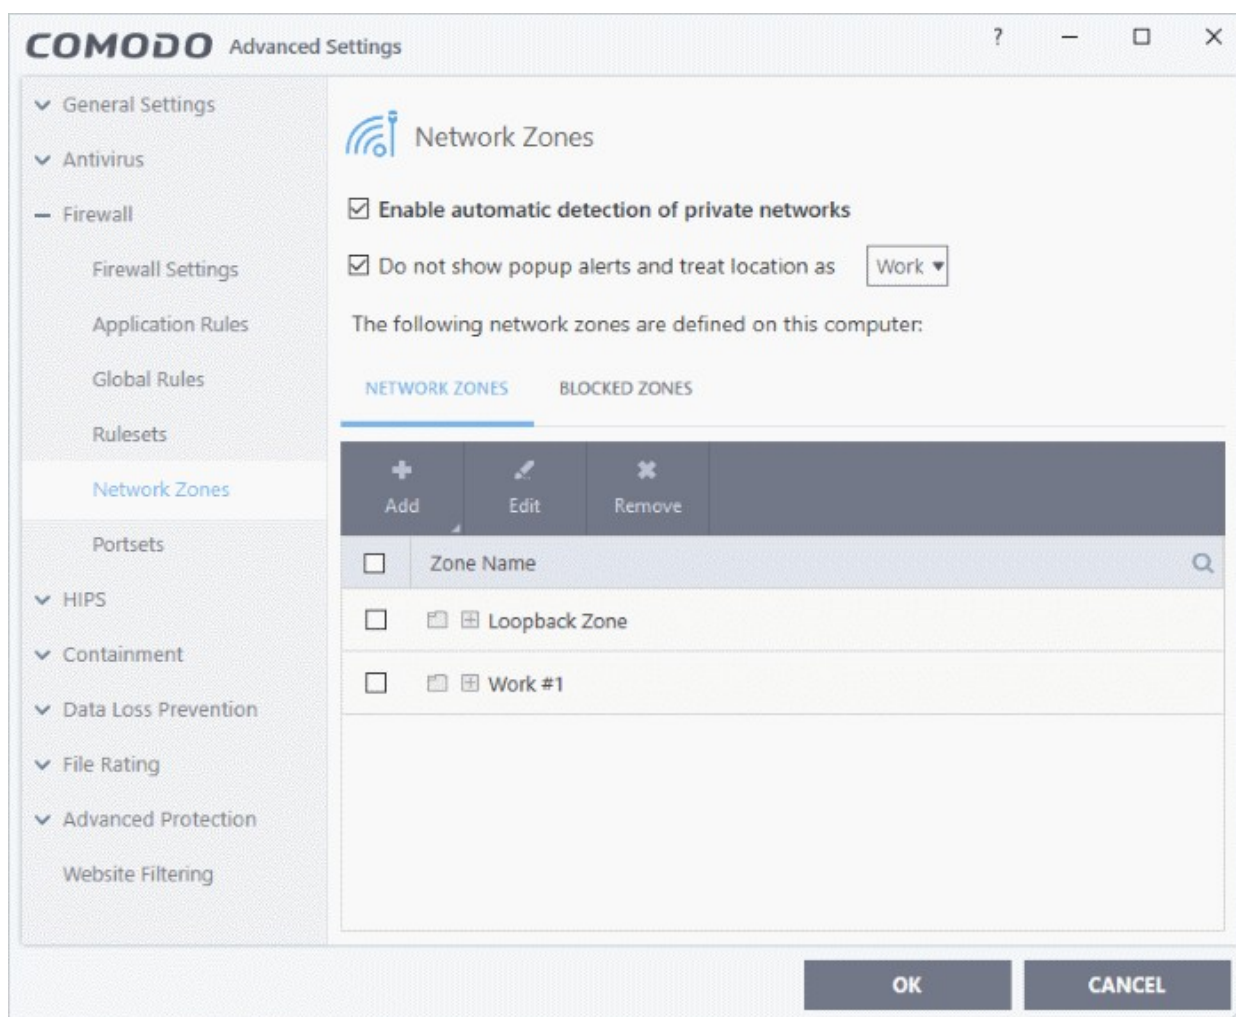 COMODO Advanced Settings ?
General Settings
Antivirus
Firewall
Firewall Settings
Application Rules
Global Rules
Rulesets
Network Zones
Portsets
HIPS
Containment
Data Loss Prevention
File Rating
Advanced Protection
Website Filtering
Network Zones
Enable automatic detection of private networks
Do not show popup alerts and treat location as Work
The following network zones are defined on this computer:
NETWORK ZONES BLOCKED ZONES
Add Edit Remove
Zone Name
Loopback Zone
Work #1
OK CANCEL